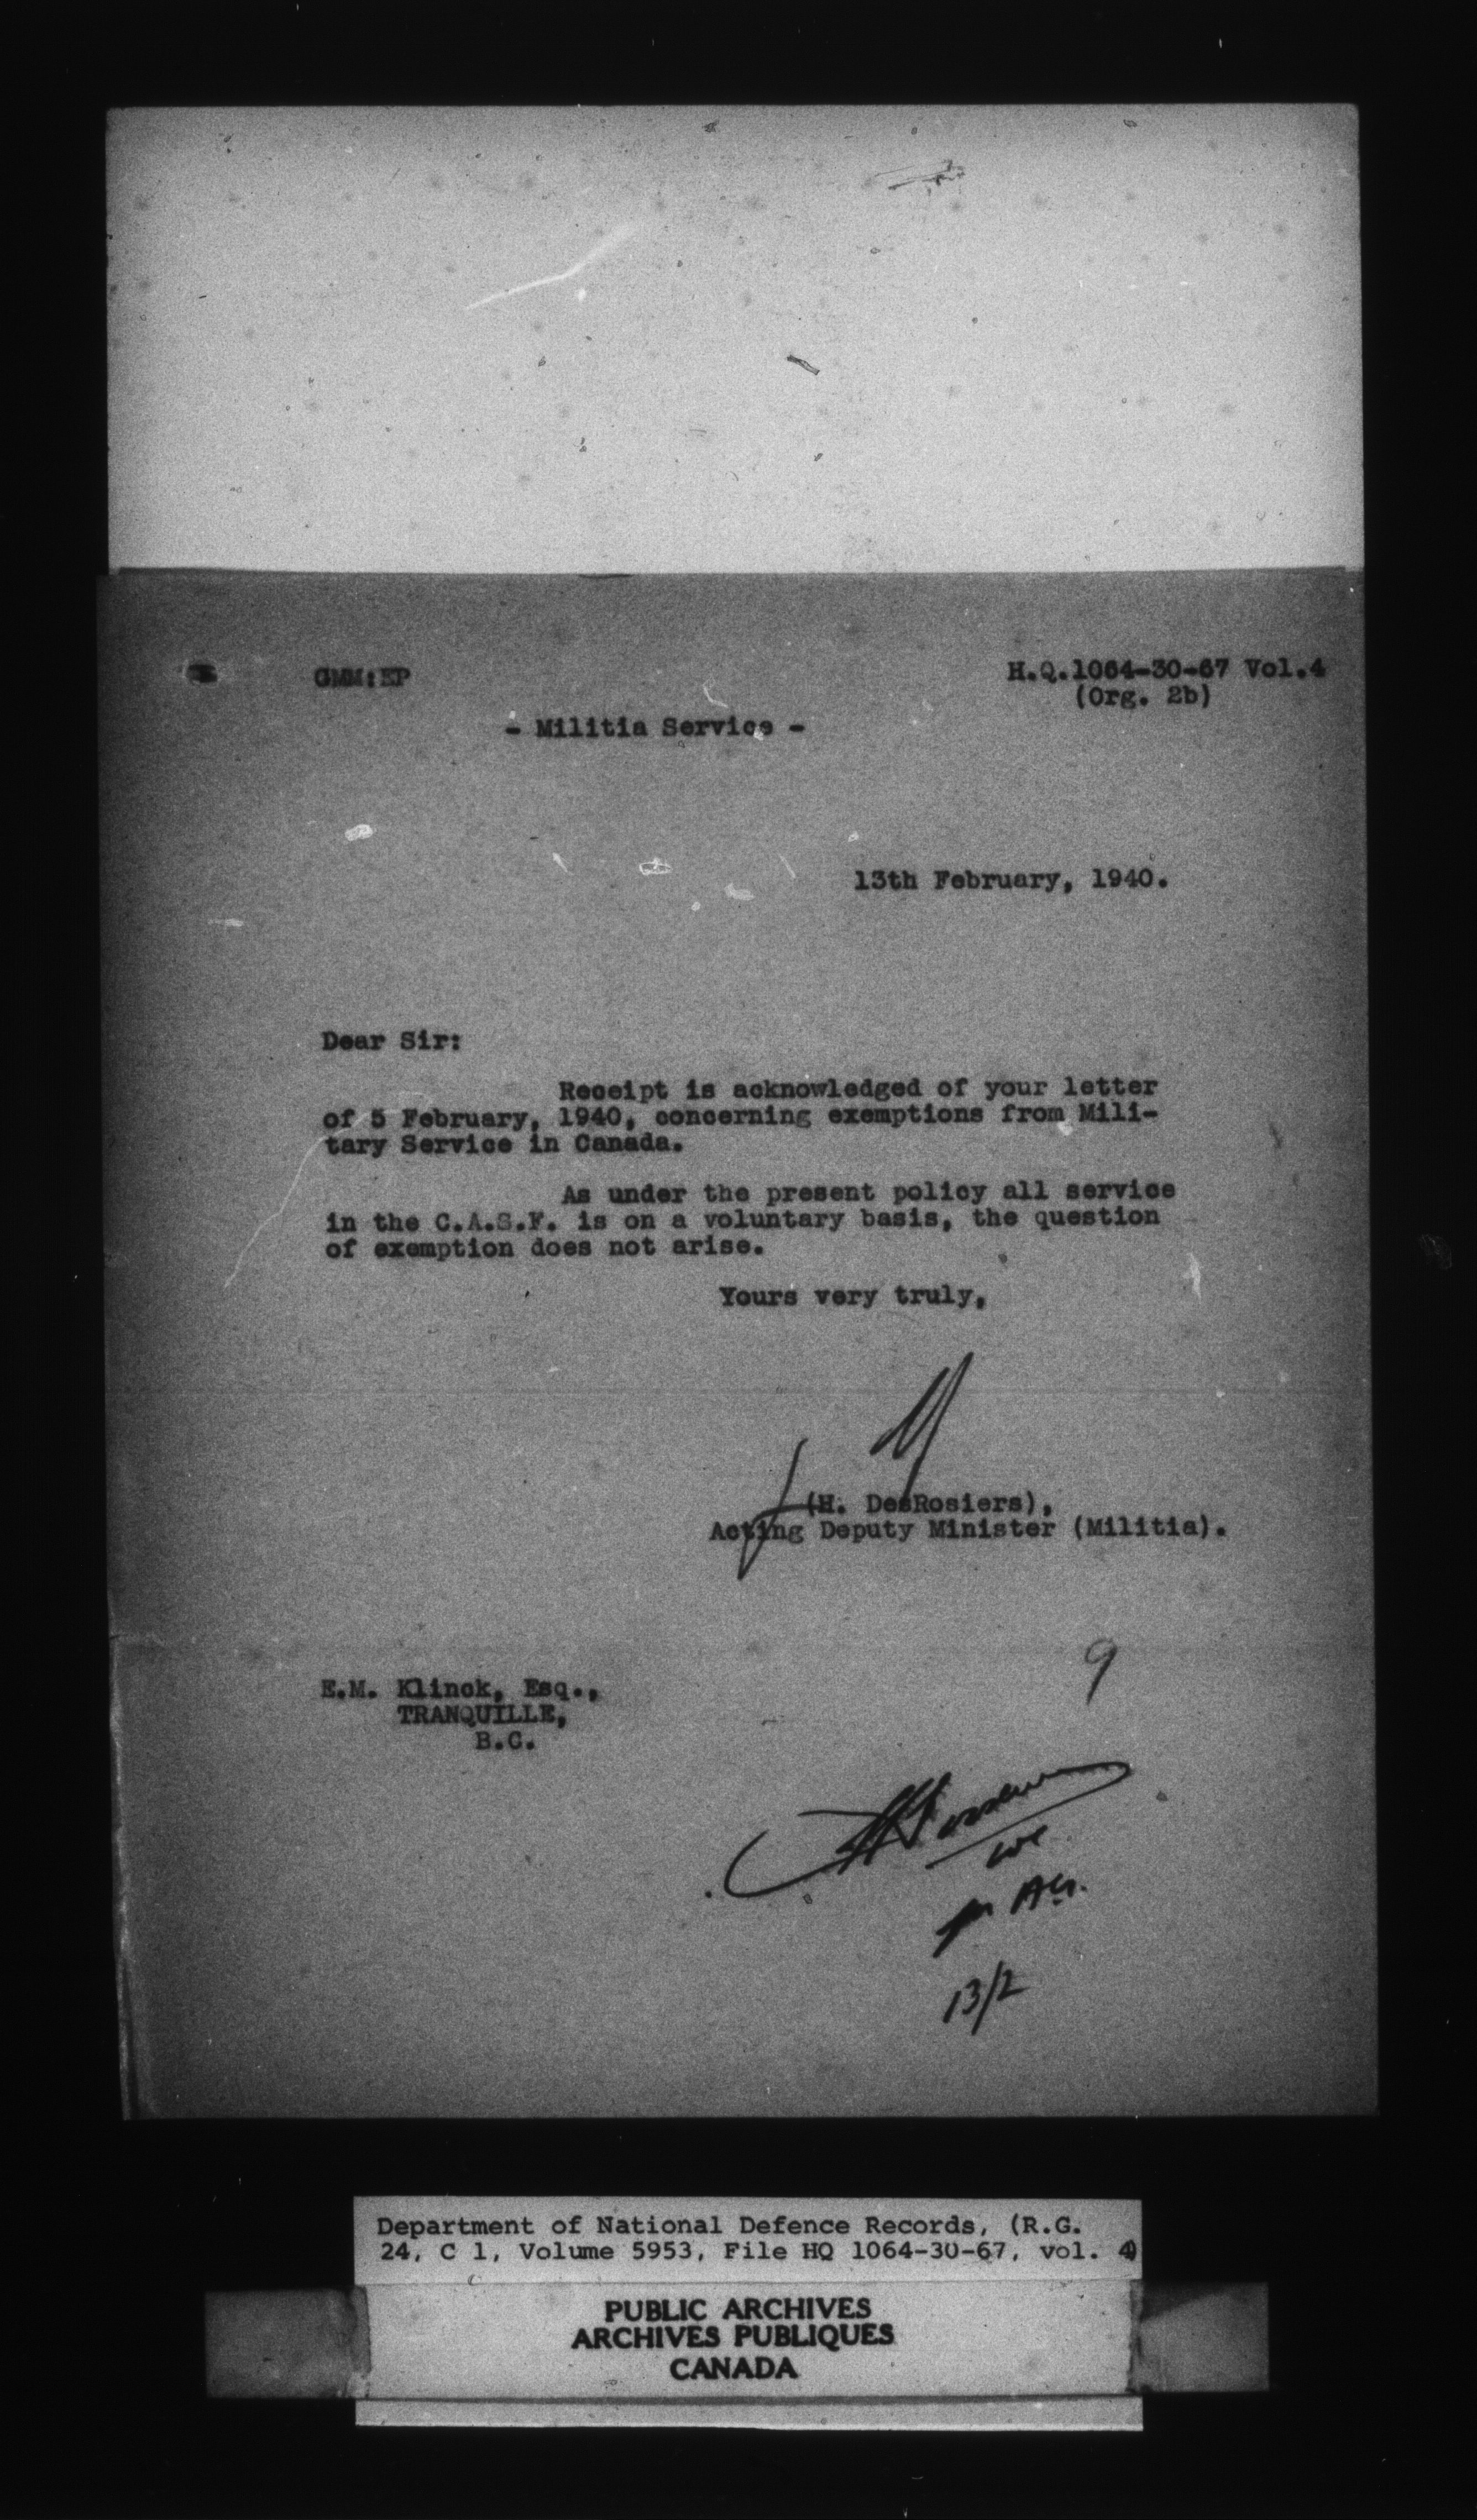 GMM:EP
H.Q.1064-30-67 Vol.4
(Org. 2b)
- Militia Service -
13th February, 1940.
Dear Sir:
Receipt is acknowledged of your letter
of 5 February, 1940, concerning exemptions from Mili-
tary Service in Canada.
As under the present policy all service
in the C.A.S.F. is on a voluntary basis, the question
of exemption does not arise.
Yours very truly,
(H. DesRosiers),
Acting Deputy Minister (Militia).
9
E.M. Klinck, Esq.,
TRANQUILLE,
B.C.
AG.
13/2
Department of National Defence Records, (R.G.
24, C 1, Volume 5953, File HQ 1064-30-67, vol. 4)
PUBLIC ARCHIVES
ARCHIVES PUBLIQUES
CANADA